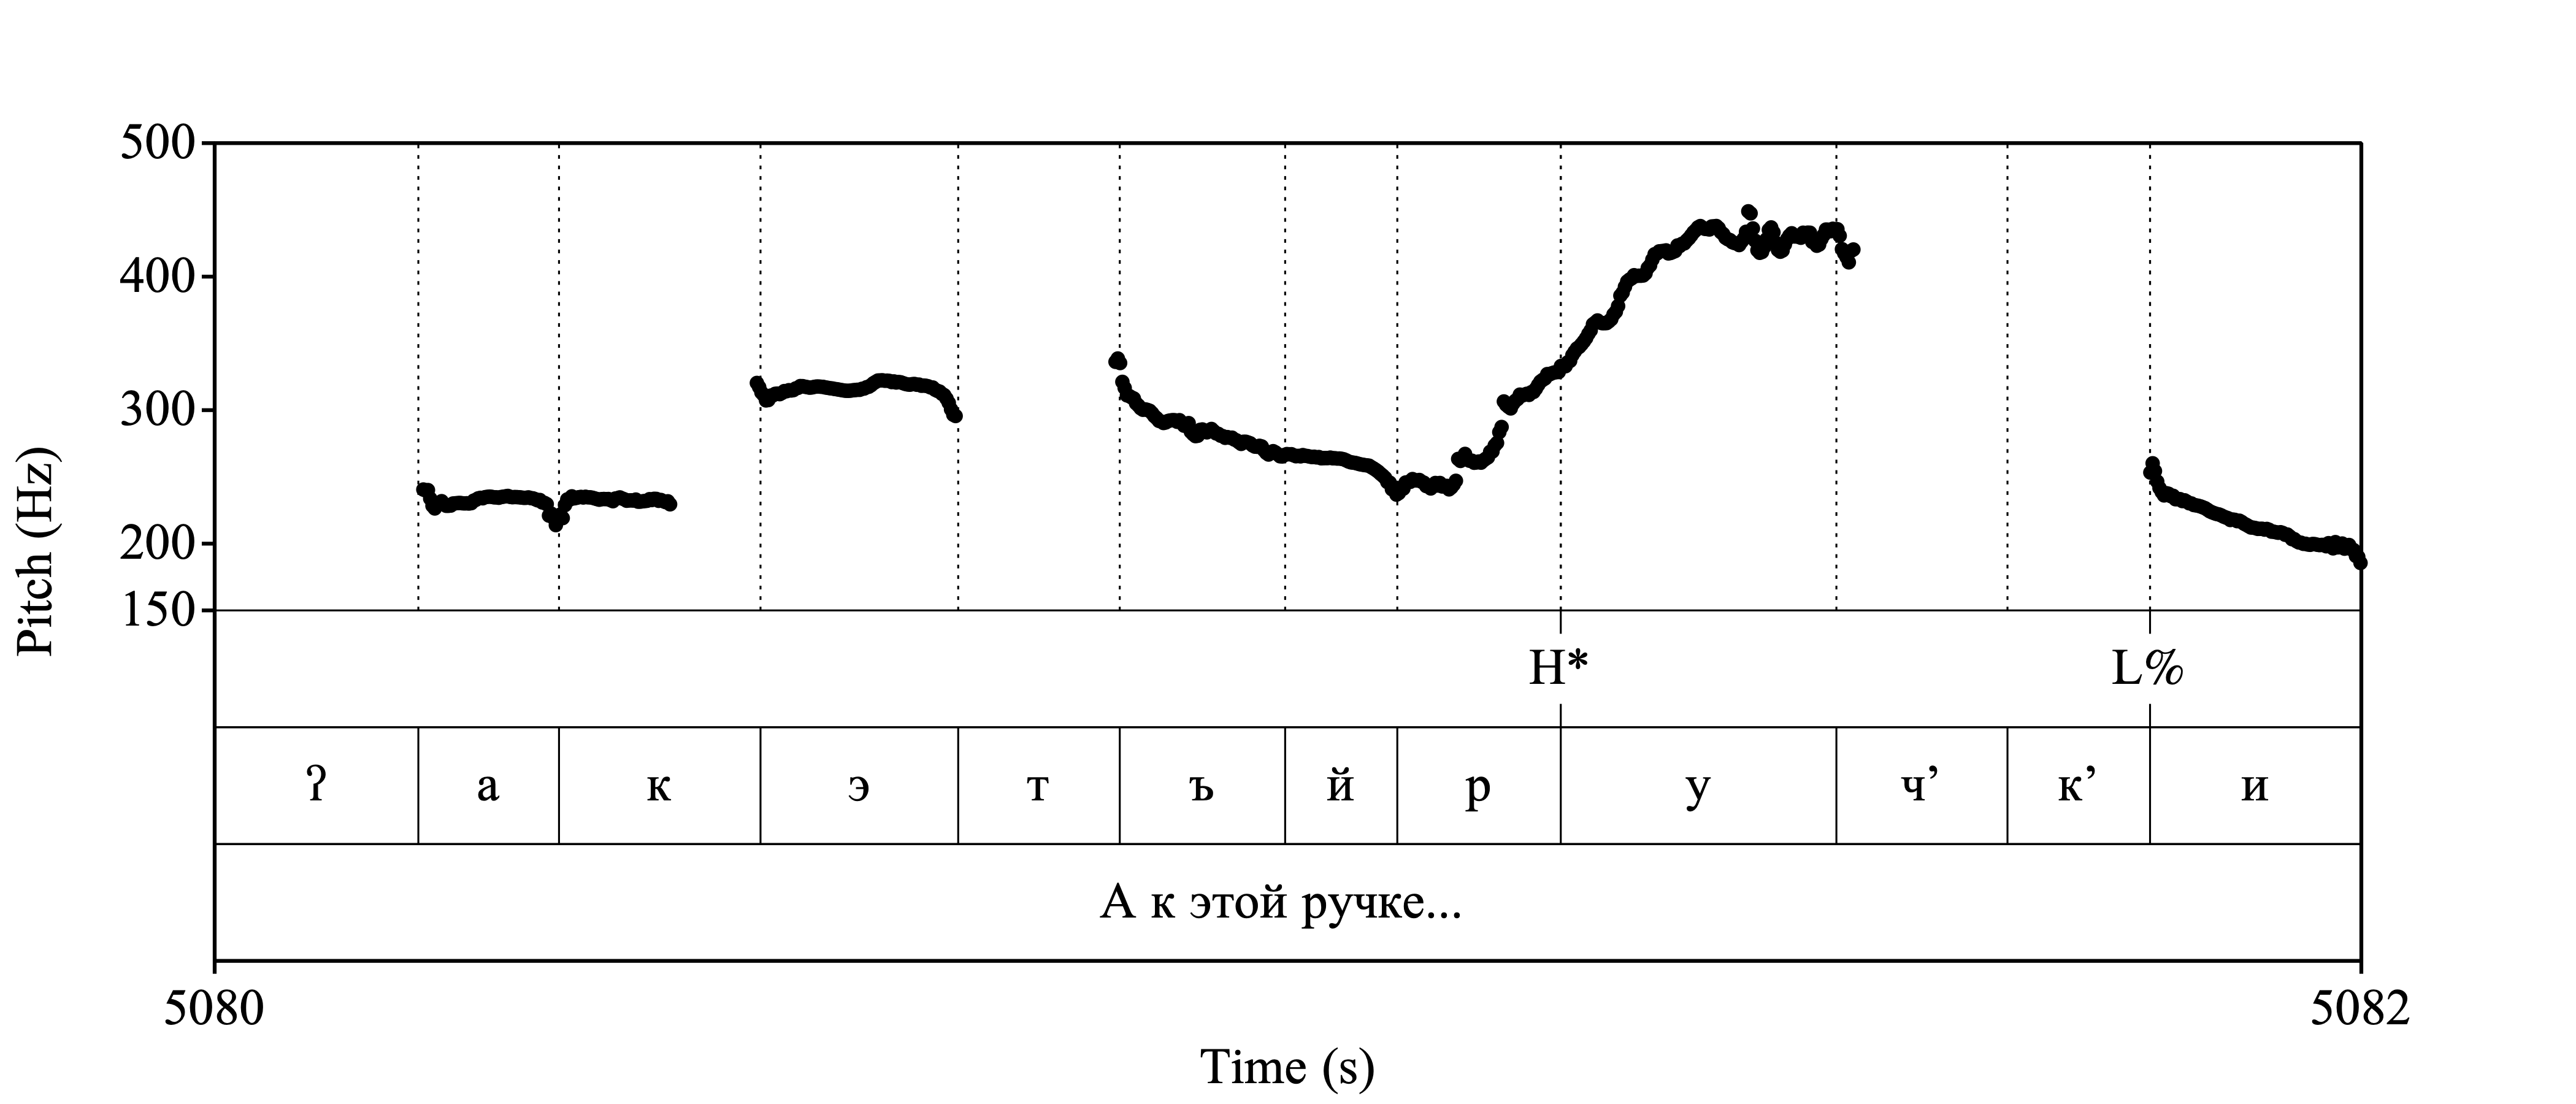 500
400
300
200
150
Pitch (Hz)
H* L%
ʔ а к э т ъ й р у ч’ к’ и
А к этой ручке...
5080 5082
Time (s)